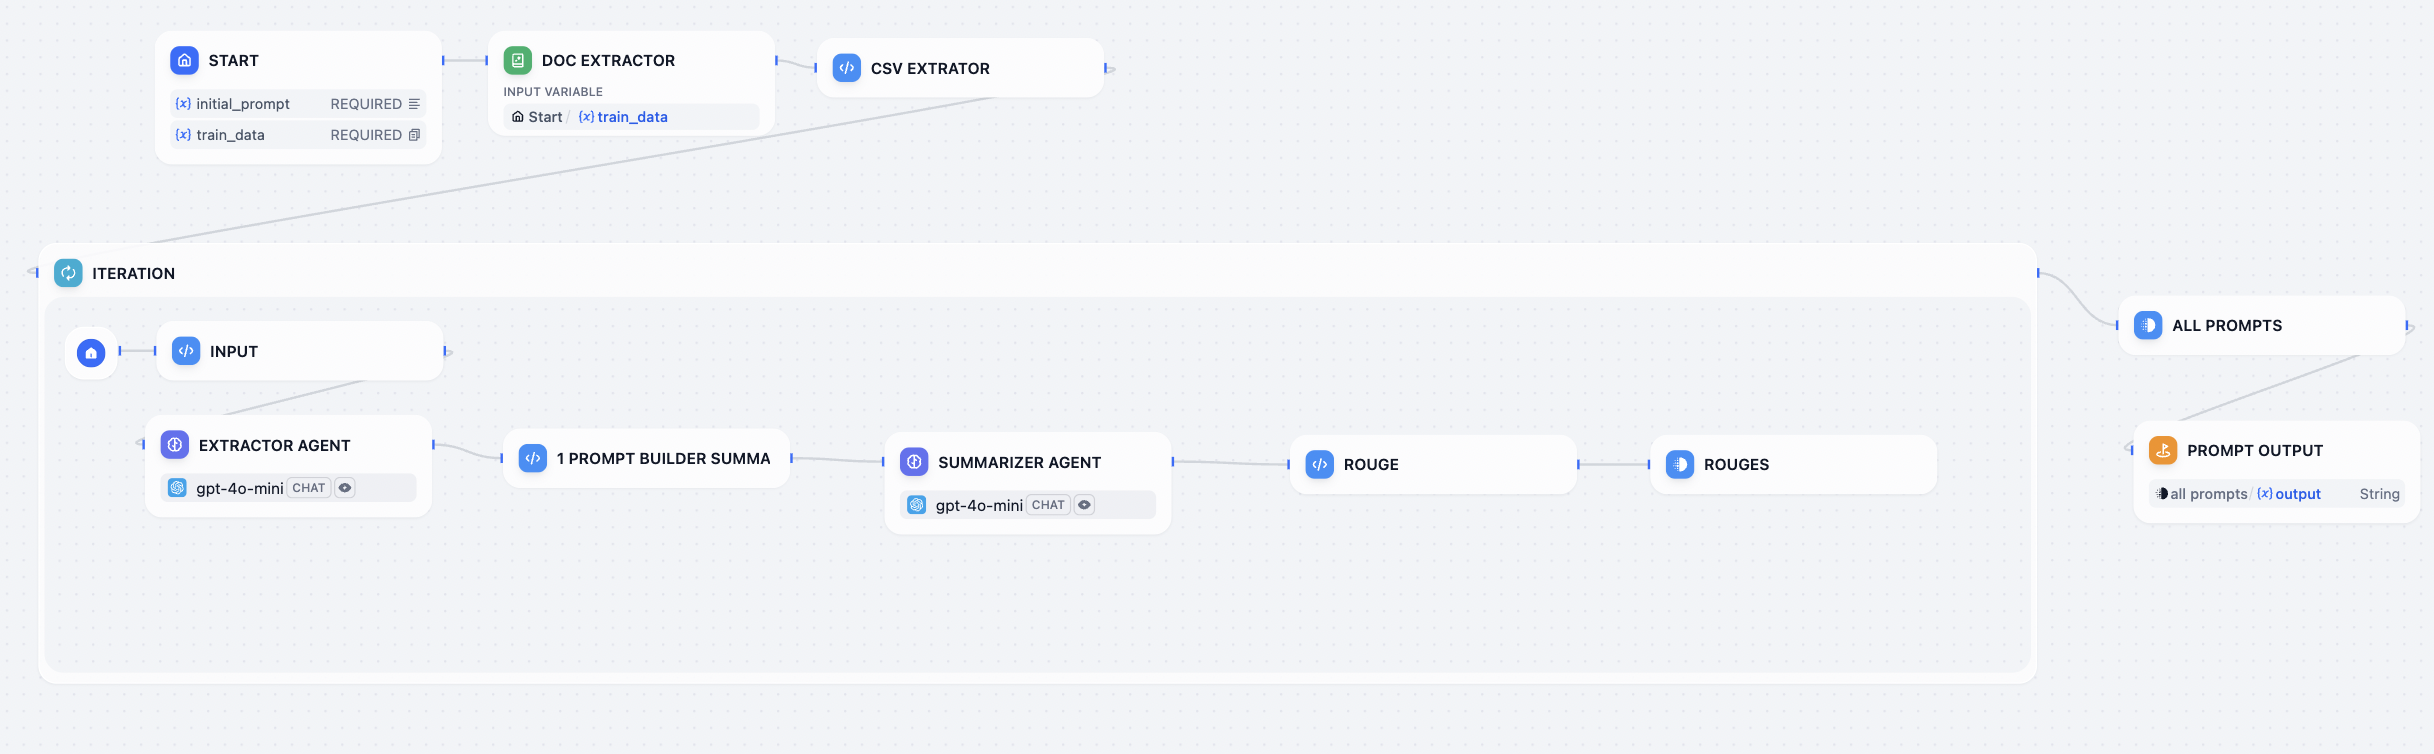 START
initial_prompt REQUIRED
train_data REQUIRED
DOC EXTRACTOR
INPUT VARIABLE
Start / {x} train_data
CSV EXTRATOR
ITERATION
INPUT
EXTRACTOR AGENT
gpt-4o-mini CHAT
1 PROMPT BUILDER SUMMA
SUMMARIZER AGENT
gpt-4o-mini CHAT
ROUGE
ROUGES
ALL PROMPTS
PROMPT OUTPUT
all prompts / {x} output String